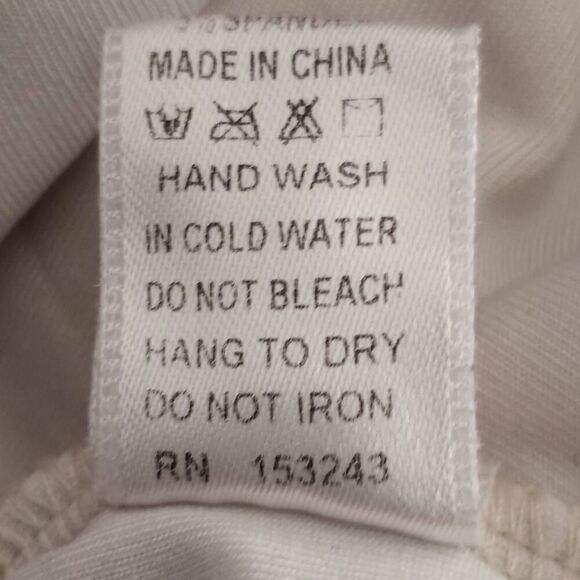 % SPANDEX
MADE IN CHINA
HAND WASH
IN COLD WATER
DO NOT BLEACH
HANG TO DRY
DO NOT IRON
RN 153243